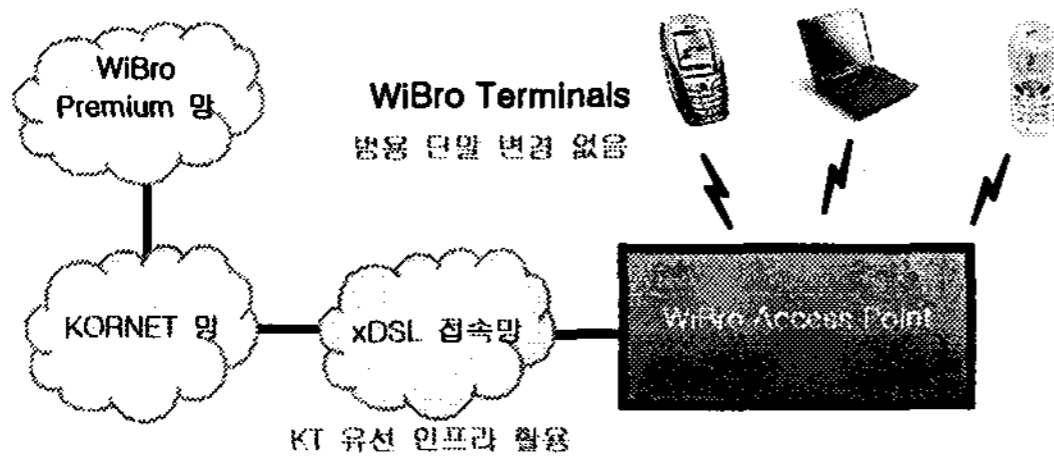 WiBro
Premium 망
WiBro Terminals
범용 단말 변경 없음
KORNET 망
xDSL 접속망
WiBro Access Point
KT 유선 인프라 활용